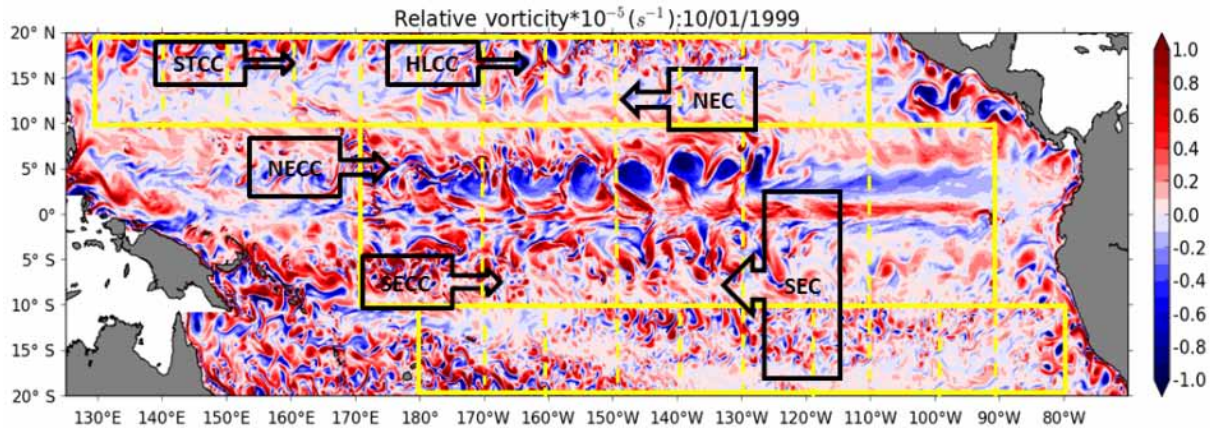 Relative vorticity*10⁻⁵(s⁻¹):10/01/1999
20° N
15° N
10° N
5° N
0°
5° S
10° S
15° S
20° S
STCC
HLCC
NEC
NECC
SECC
SEC
130°E 140°E 150°E 160°E 170°E 180°E 170°W 160°W 150°W 140°W 130°W 120°W 110°W 100°W 90°W 80°W
1.0
0.8
0.6
0.4
0.2
0.0
-0.2
-0.4
-0.6
-0.8
-1.0